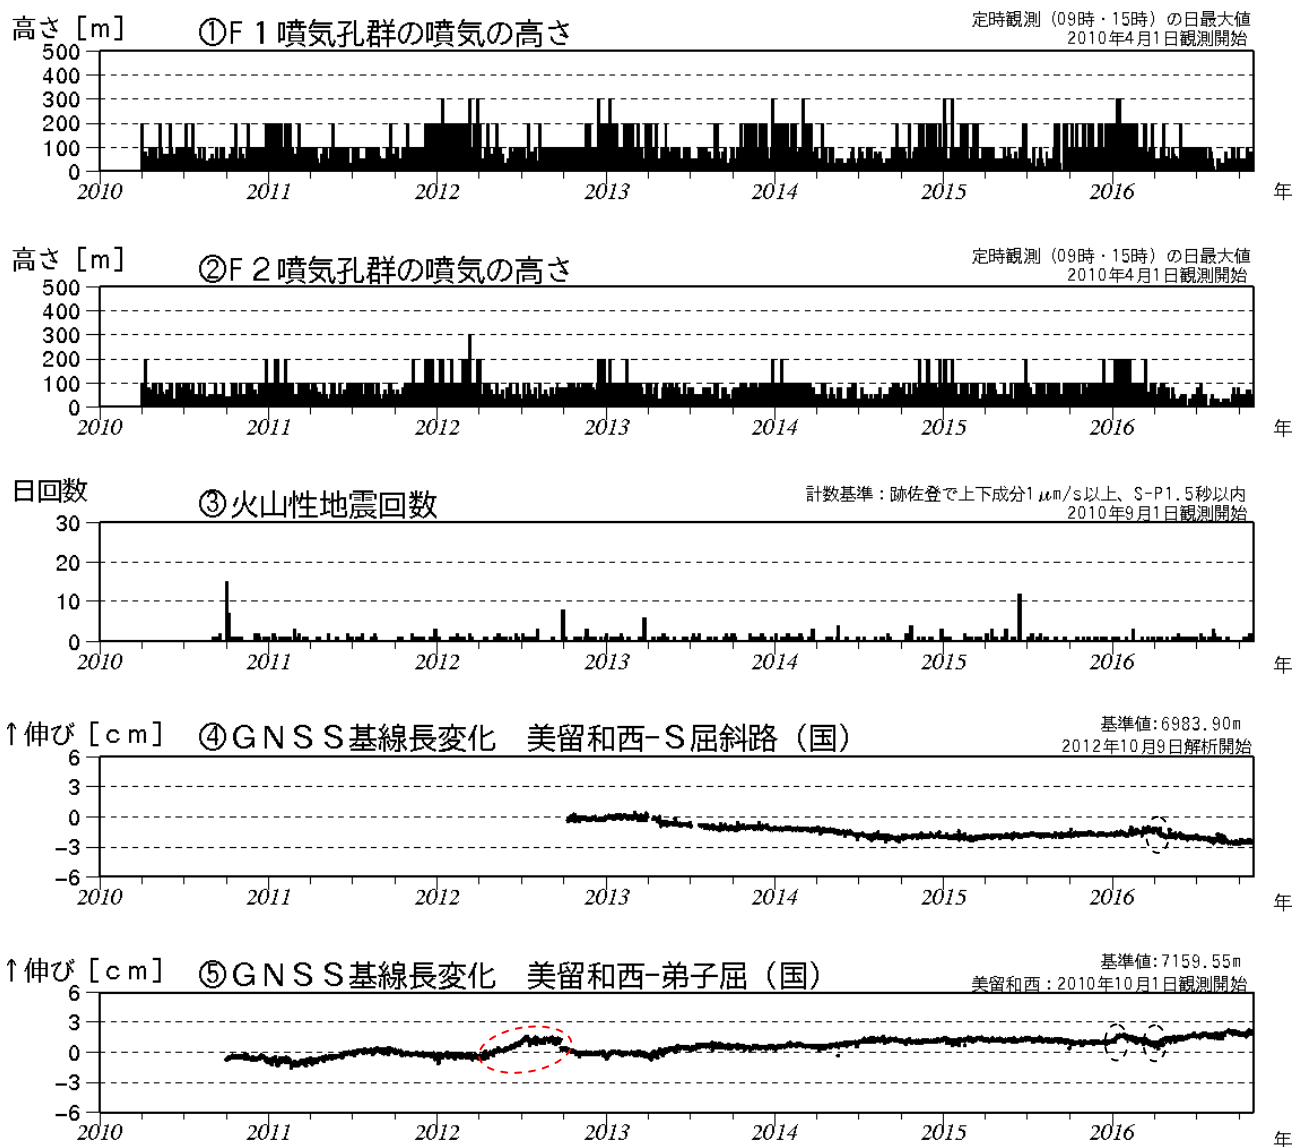 高さ [m] ①F1噴気孔群の噴気の高さ 定時観測 (09時・15時) の日最大値
2010年4月1日観測開始
500
400
300
200
100
0
2010 2011 2012 2013 2014 2015 2016 年
高さ [m] ②F2噴気孔群の噴気の高さ 定時観測 (09時・15時) の日最大値
2010年4月1日観測開始
500
400
300
200
100
0
2010 2011 2012 2013 2014 2015 2016 年
日回数 ③火山性地震回数 計数基準:跡佐登で上下成分1μm/s以上、S-P1.5秒以内
2010年9月1日観測開始
30
20
10
0
2010 2011 2012 2013 2014 2015 2016 年
↑伸び [cm] ④GNSS基線長変化 美留和西-S屈斜路 (国) 基準値:6983.90m
2012年10月9日解析開始
6
3
0
-3
-6
2010 2011 2012 2013 2014 2015 2016 年
↑伸び [cm] ⑤GNSS基線長変化 美留和西-弟子屈 (国) 基準値:7159.55m
美留和西:2010年10月1日観測開始
6
3
0
-3
-6
2010 2011 2012 2013 2014 2015 2016 年